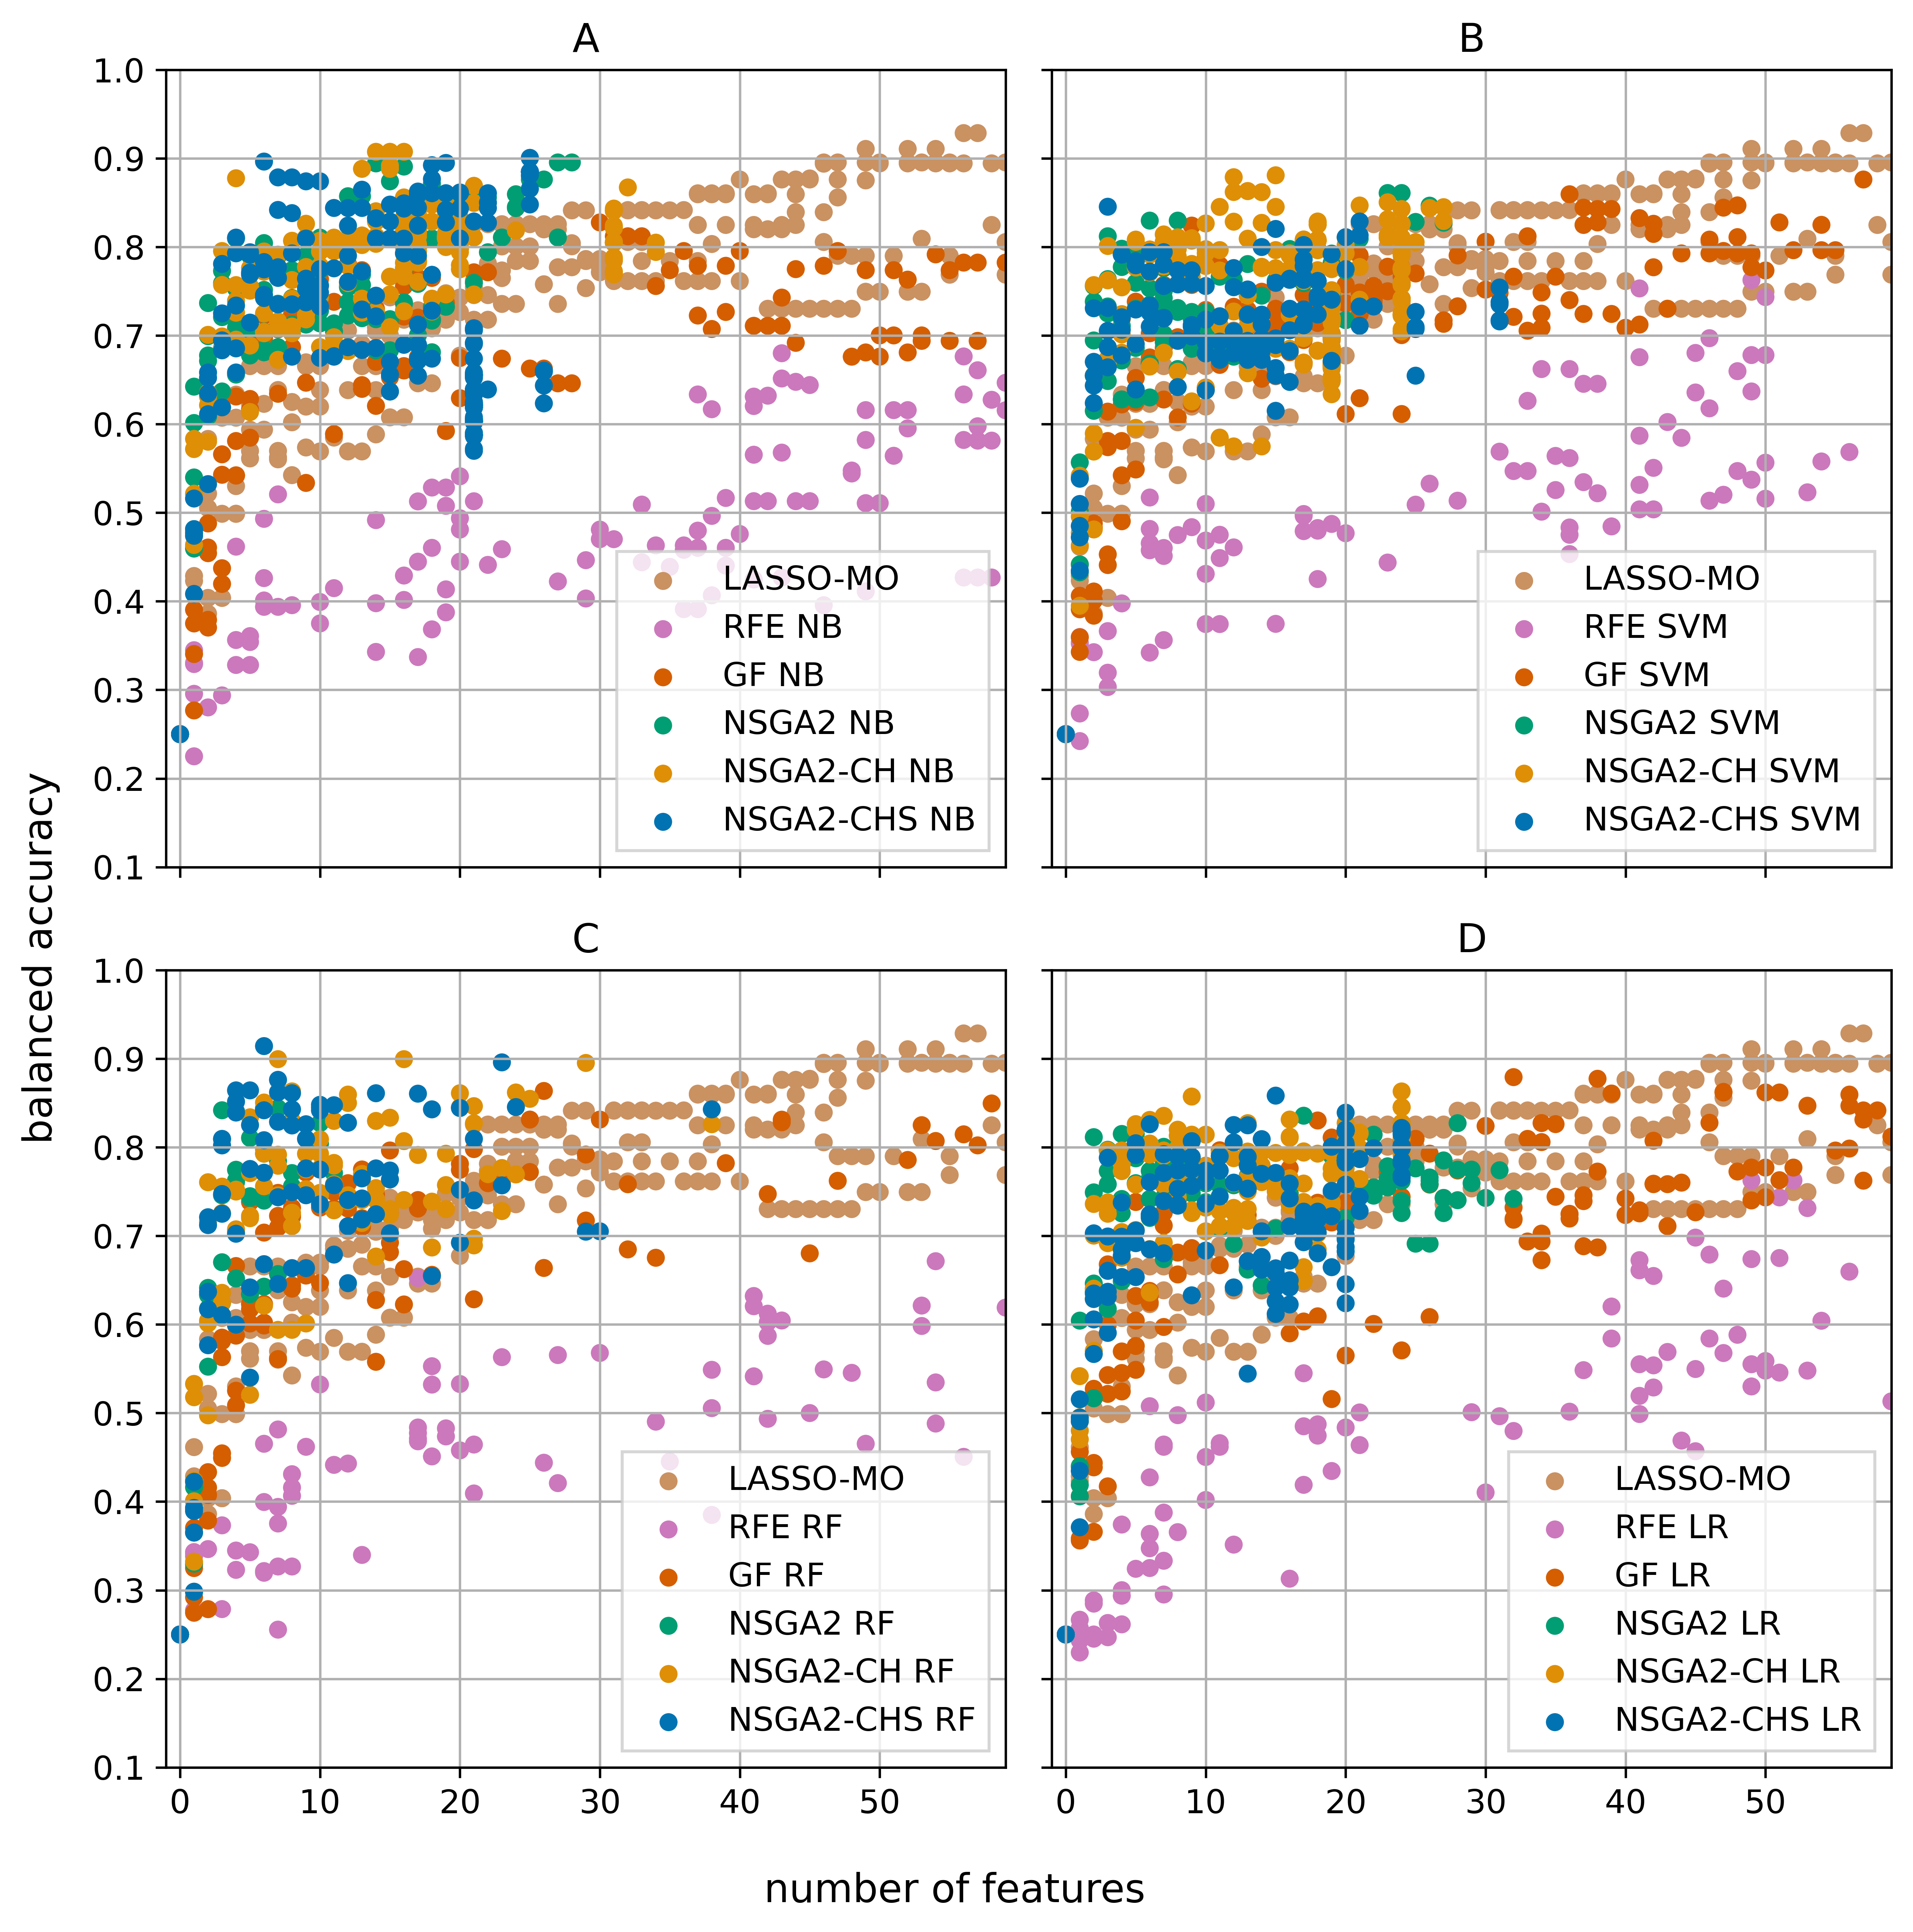 A
B
1.0
0.9
0.8
0.7
0.6
0.5
0.4
0.3
0.2
0.1
LASSO-MO
RFE NB
GF NB
NSGA2 NB
NSGA2-CH NB
NSGA2-CHS NB
LASSO-MO
RFE SVM
GF SVM
NSGA2 SVM
NSGA2-CH SVM
NSGA2-CHS SVM
balanced accuracy
C
D
1.0
0.9
0.8
0.7
0.6
0.5
0.4
0.3
0.2
0.1
LASSO-MO
RFE RF
GF RF
NSGA2 RF
NSGA2-CH RF
NSGA2-CHS RF
LASSO-MO
RFE LR
GF LR
NSGA2 LR
NSGA2-CH LR
NSGA2-CHS LR
0 10 20 30 40 50
0 10 20 30 40 50
number of features